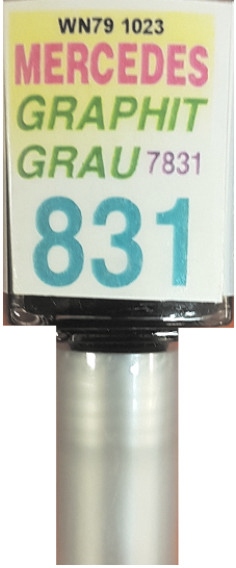 WN79 1023
MERCEDES
GRAPHIT
GRAU 7831
831